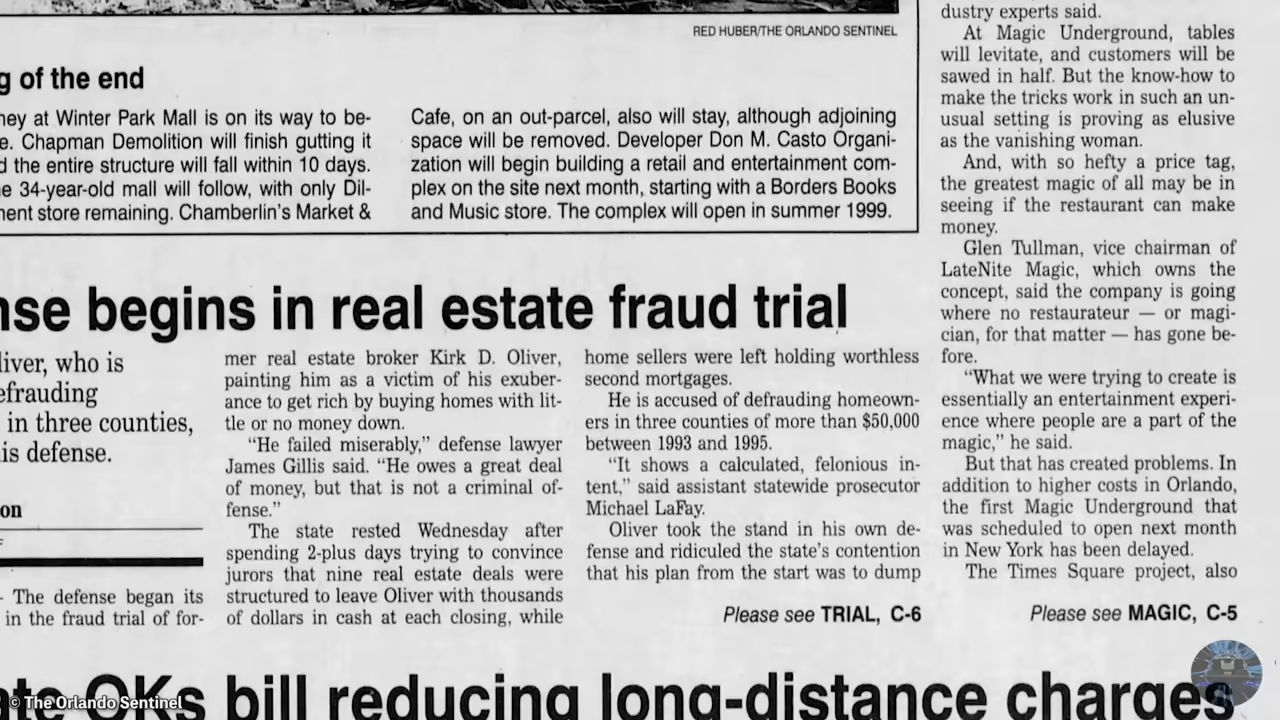 RED HUBER/THE ORLANDO SENTINEL
g of the end
ney at Winter Park Mall is on its way to be-
e. Chapman Demolition will finish gutting it
d the entire structure will fall within 10 days.
e 34-year-old mall will follow, with only Dil-
ment store remaining. Chamberlin's Market &
Cafe, on an out-parcel, also will stay, although adjoining
space will be removed. Developer Don M. Casto Organi-
zation will begin building a retail and entertainment com-
plex on the site next month, starting with a Borders Books
and Music store. The complex will open in summer 1999.
nse begins in real estate fraud trial
liver, who is
efrauding
in three counties,
is defense.
on
- The defense began its
in the fraud trial of for-
mer real estate broker Kirk D. Oliver,
painting him as a victim of his exuber-
ance to get rich by buying homes with lit-
tle or no money down.
"He failed miserably," defense lawyer
James Gillis said. "He owes a great deal
of money, but that is not a criminal of-
fense."
The state rested Wednesday after
spending 2-plus days trying to convince
jurors that nine real estate deals were
structured to leave Oliver with thousands
of dollars in cash at each closing, while
home sellers were left holding worthless
second mortgages.
He is accused of defrauding homeown-
ers in three counties of more than $50,000
between 1993 and 1995.
"It shows a calculated, felonious in-
tent," said assistant statewide prosecutor
Michael LaFay.
Oliver took the stand in his own de-
fense and ridiculed the state's contention
that his plan from the start was to dump
Please see TRIAL, C-6
dustry experts said.
At Magic Underground, tables
will levitate, and customers will be
sawed in half. But the know-how to
make the tricks work in such an un-
usual setting is proving as elusive
as the vanishing woman.
And, with so hefty a price tag,
the greatest magic of all may be in
seeing if the restaurant can make
money.
Glen Tullman, vice chairman of
LateNite Magic, which owns the
concept, said the company is going
where no restaurateur — or magi-
cian, for that matter — has gone be-
fore.
"What we were trying to create is
essentially an entertainment experi-
ence where people are a part of the
magic," he said.
But that has created problems. In
addition to higher costs in Orlando,
the first Magic Underground that
was scheduled to open next month
in New York has been delayed.
The Times Square project, also
Please see MAGIC, C-5
ate OKs bill reducing long-distance charges
© The Orlando Sentinel